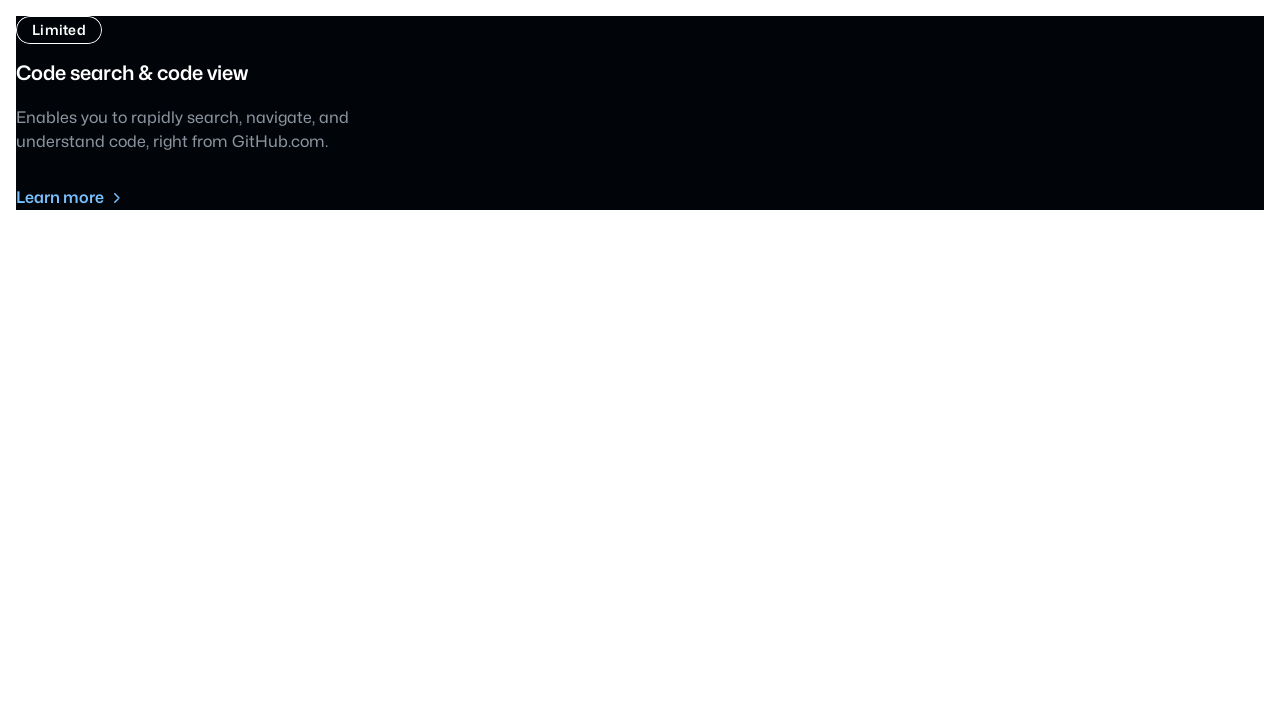 Limited
Code search & code view
Enables you to rapidly search, navigate, and
understand code, right from GitHub.com.
Learn more